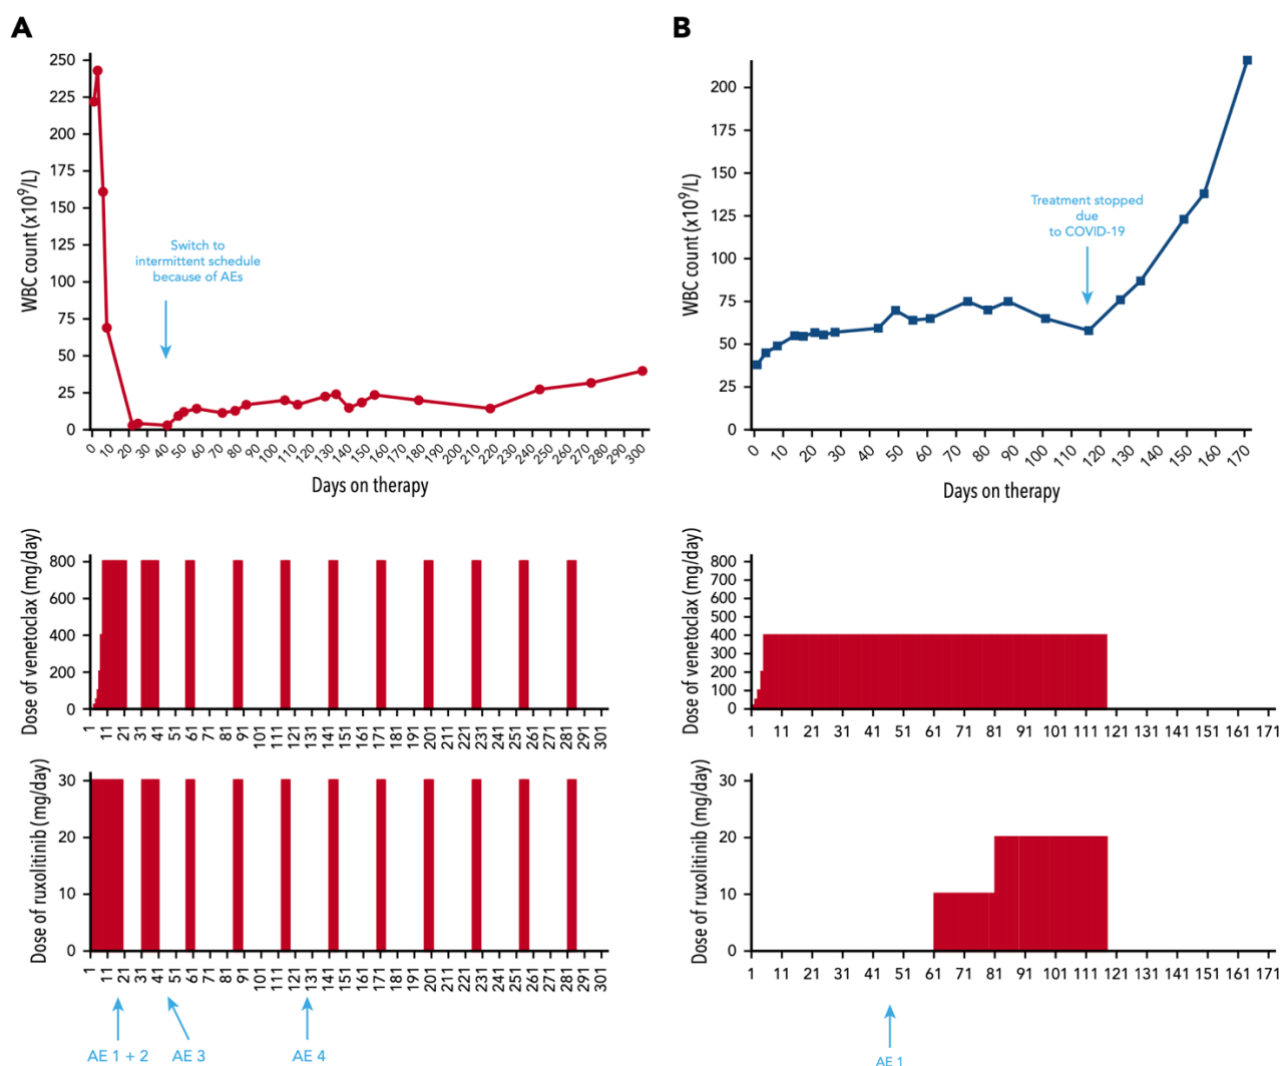 A
250
225
200
175
150
125
100
75
50
25
0
WBC count (x10⁹/L)
Switch to
intermittent schedule
because of AEs
0 10 20 30 40 50 60 70 80 90 100 110 120 130 140 150 160 170 180 190 200 210 220 230 240 250 260 270 280 290 300
Days on therapy
B
200
175
150
125
100
75
50
25
0
WBC count (x10⁹/L)
Treatment stopped
due
to COVID-19
0 10 20 30 40 50 60 70 80 90 100 110 120 130 140 150 160 170
Days on therapy
Dose of venetoclax (mg/day)
800
600
400
200
0
1 11 21 31 41 51 61 71 81 91 101 111 121 131 141 151 161 171 181 191 201 211 221 231 241 251 261 271 281 291 301
Dose of venetoclax (mg/day)
800
700
600
500
400
300
200
100
0
1 11 21 31 41 51 61 71 81 91 101 111 121 131 141 151 161 171
Dose of ruxolitinib (mg/day)
30
20
10
0
1 11 21 31 41 51 61 71 81 91 101 111 121 131 141 151 161 171 181 191 201 211 221 231 241 251 261 271 281 291 301
AE 1 + 2
AE 3
AE 4
Dose of ruxolitinib (mg/day)
30
20
10
0
1 11 21 31 41 51 61 71 81 91 101 111 121 131 141 151 161 171
AE 1